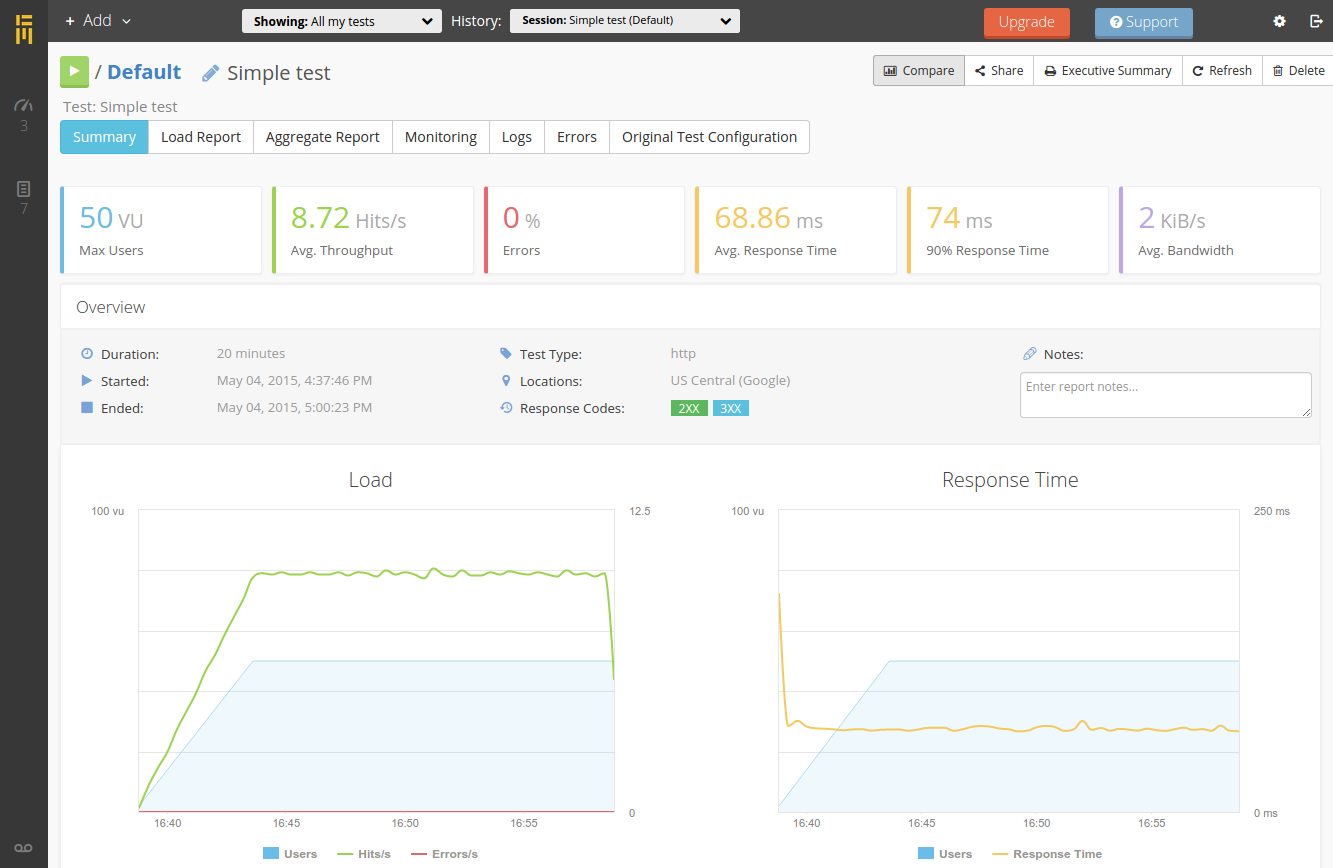 + Add
Showing: All my tests
History:
Session: Simple test (Default)
Upgrade
Support
/ Default
Simple test
Compare
Share
Executive Summary
Refresh
Delete
Test: Simple test
3
7
Summary
Load Report
Aggregate Report
Monitoring
Logs
Errors
Original Test Configuration
50 VU
Max Users
8.72 Hits/s
Avg. Throughput
0 %
Errors
68.86 ms
Avg. Response Time
74 ms
90% Response Time
2 KiB/s
Avg. Bandwidth
Overview
Duration: 20 minutes
Started: May 04, 2015, 4:37:46 PM
Ended: May 04, 2015, 5:00:23 PM
Test Type: http
Locations: US Central (Google)
Response Codes: 2XX 3XX
Notes:
Enter report notes...
Load
100 vu
12.5
0
16:40 16:45 16:50 16:55
Users Hits/s Errors/s
Response Time
100 vu
250 ms
0 ms
16:40 16:45 16:50 16:55
Users Response Time